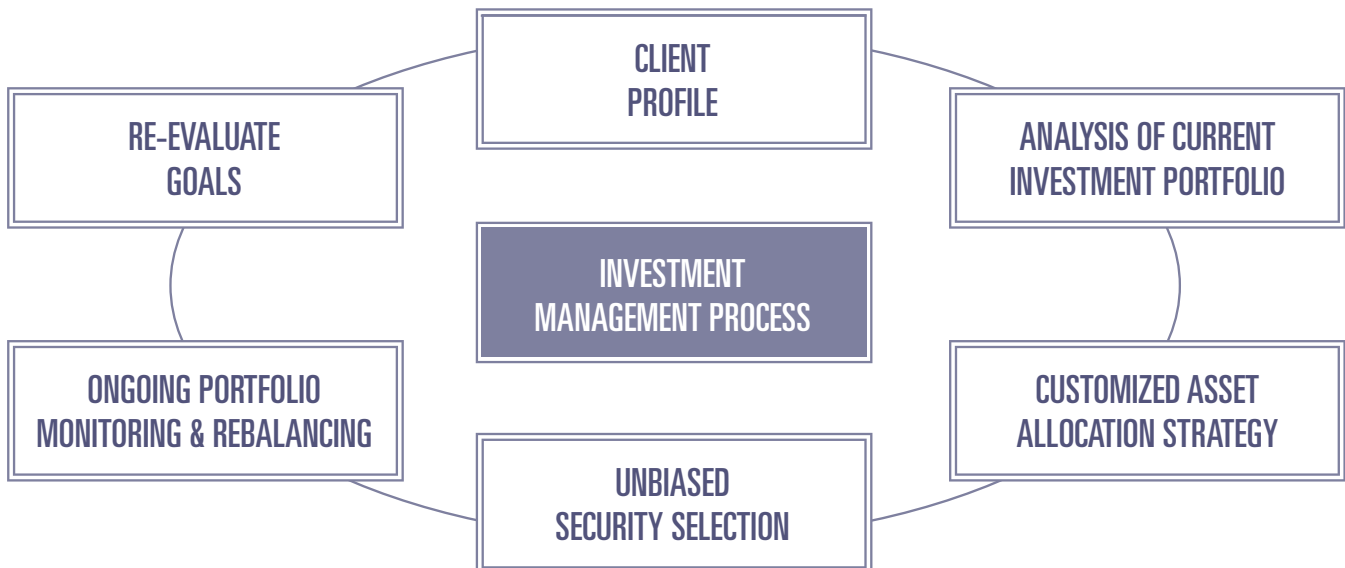 CLIENT
PROFILE
ANALYSIS OF CURRENT
INVESTMENT PORTFOLIO
CUSTOMIZED ASSET
ALLOCATION STRATEGY
UNBIASED
SECURITY SELECTION
ONGOING PORTFOLIO
MONITORING & REBALANCING
RE-EVALUATE
GOALS
INVESTMENT
MANAGEMENT PROCESS